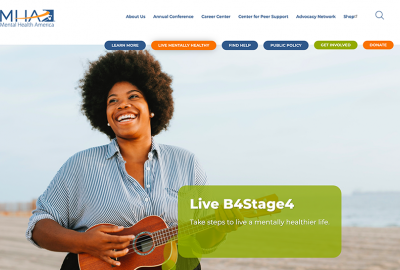 MHA
Mental Health America
About Us Annual Conference Career Center Center for Peer Support Advocacy Network Shop!
LEARN MORE LIVE MENTALLY HEALTHY FIND HELP PUBLIC POLICY GET INVOLVED DONATE
Live B4Stage4
Take steps to live a mentally healthier life.